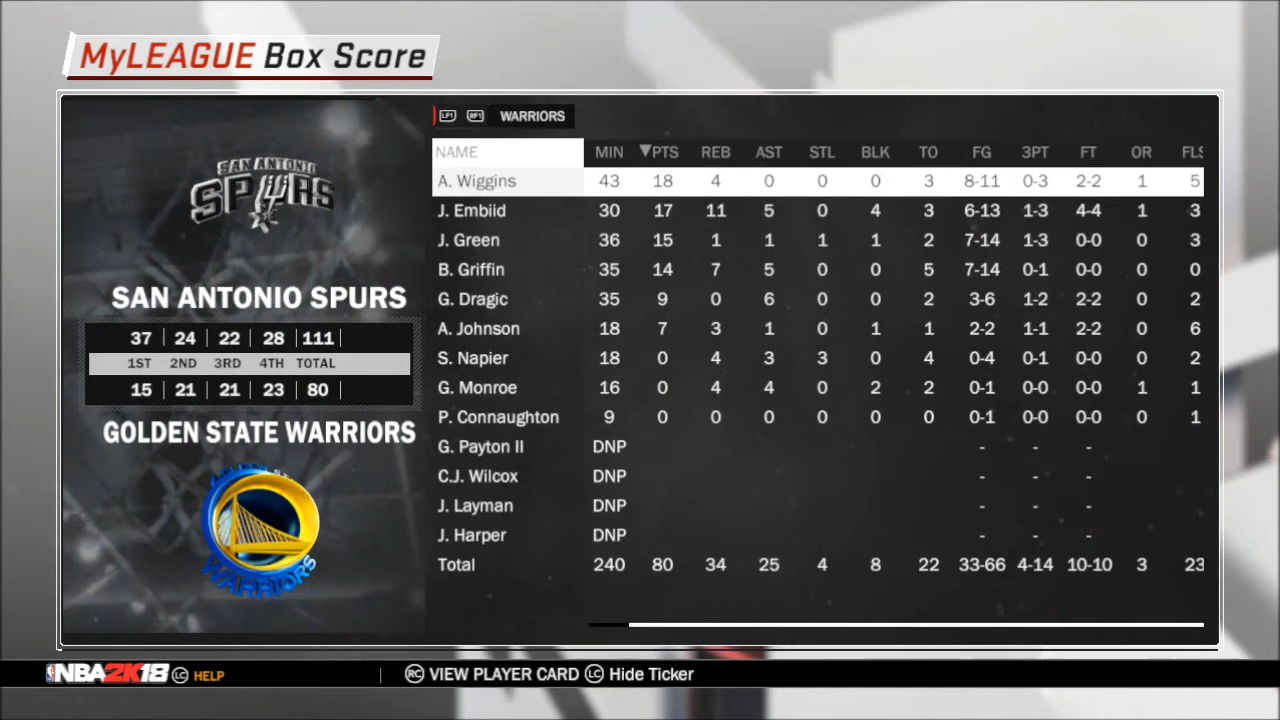 MyLEAGUE Box Score
SAN ANTONIO
SPURS
SAN ANTONIO SPURS
37 24 22 28 111
1ST 2ND 3RD 4TH TOTAL
15 21 21 23 80
GOLDEN STATE WARRIORS
WARRIORS
WARRIORS
NAME MIN ▼PTS REB AST STL BLK TO FG 3PT FT OR FLS
A. Wiggins 43 18 4 0 0 0 3 8-11 0-3 2-2 1 5
J. Embiid 30 17 11 5 0 4 3 6-13 1-3 4-4 1 3
J. Green 36 15 1 1 1 1 2 7-14 1-3 0-0 0 3
B. Griffin 35 14 7 5 0 0 5 7-14 0-1 0-0 0 0
G. Dragic 35 9 0 6 0 0 2 3-6 1-2 2-2 0 2
A. Johnson 18 7 3 1 0 1 1 2-2 1-1 2-2 0 6
S. Napier 18 0 4 3 3 0 4 0-4 0-1 0-0 0 2
G. Monroe 16 0 4 4 0 2 2 0-1 0-0 0-0 1 1
P. Connaughton 9 0 0 0 0 0 0 0-1 0-0 0-0 0 1
G. Payton II DNP - - -
C.J. Wilcox DNP - - -
J. Layman DNP - - -
J. Harper DNP - - -
Total 240 80 34 25 4 8 22 33-66 4-14 10-10 3 23
NBA2K18 LC HELP RC VIEW PLAYER CARD LC Hide Ticker